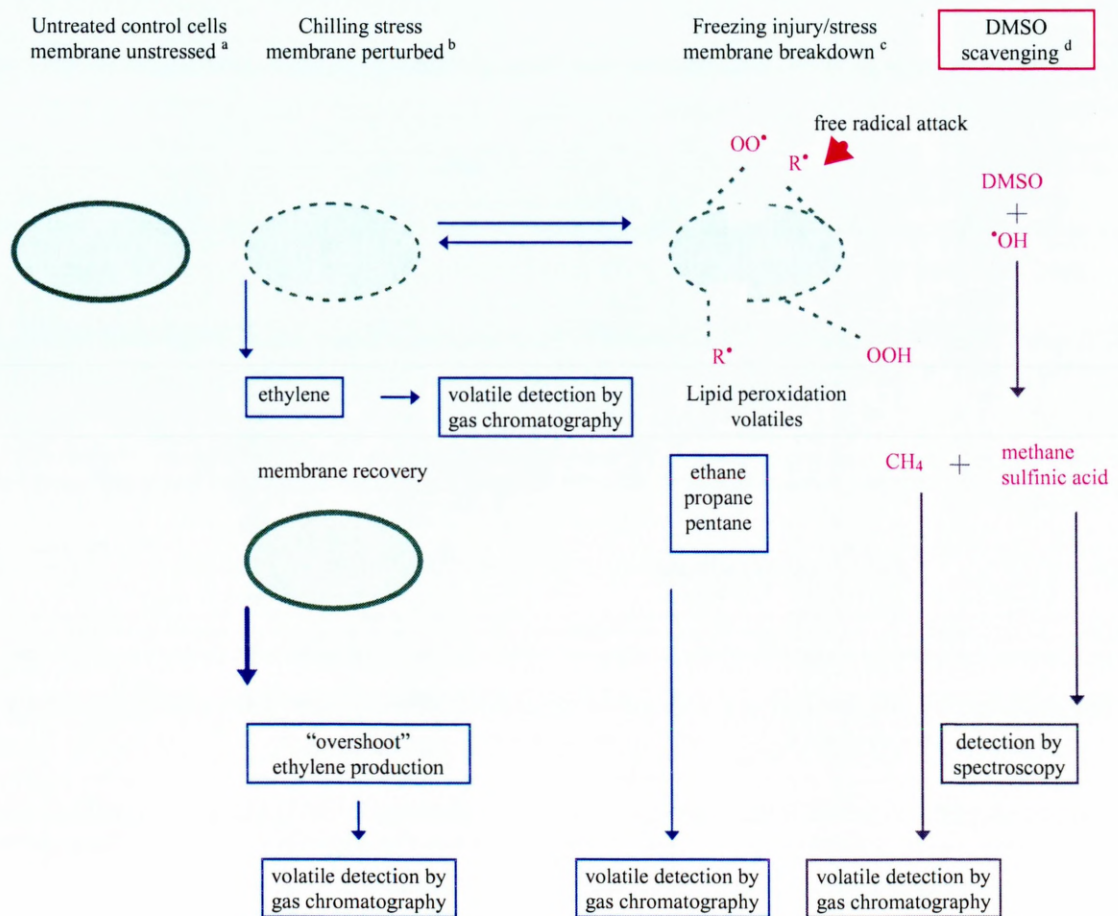 Untreated control cells
membrane unstressed a
Chilling stress
membrane perturbed b
Freezing injury/stress
membrane breakdown c
DMSO
scavenging d
free radical attack
OO•
R•
DMSO
+
•OH
R•
OOH
ethylene
volatile detection by
gas chromatography
Lipid peroxidation
volatiles
membrane recovery
ethane
propane
pentane
CH4
+
methane
sulfinic acid
"overshoot"
ethylene production
detection by
spectroscopy
volatile detection by
gas chromatography
volatile detection by
gas chromatography
volatile detection by
gas chromatography